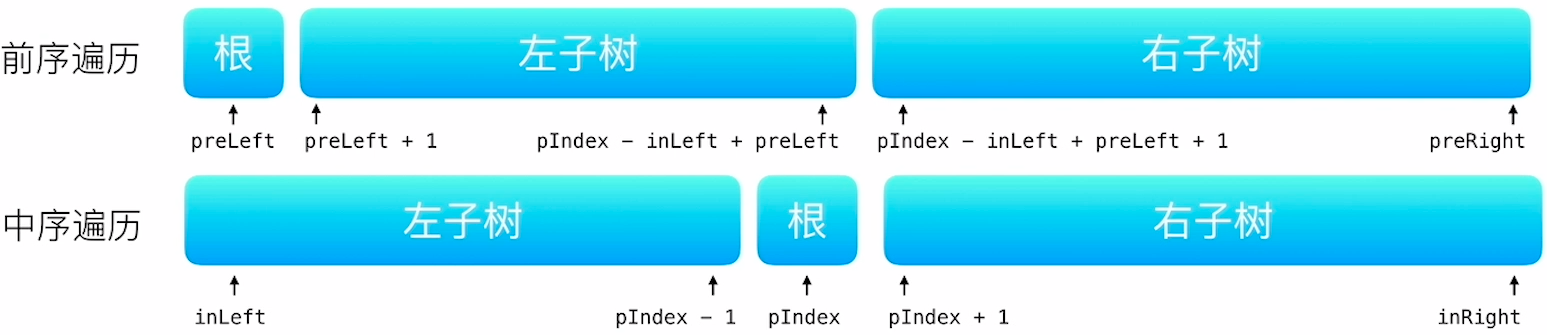 前序遍历 根 左子树 右子树
preLeft preLeft + 1 pIndex − inLeft + preLeft pIndex − inLeft + preLeft + 1 preRight
中序遍历 左子树 根 右子树
inLeft pIndex − 1 pIndex pIndex + 1 inRight